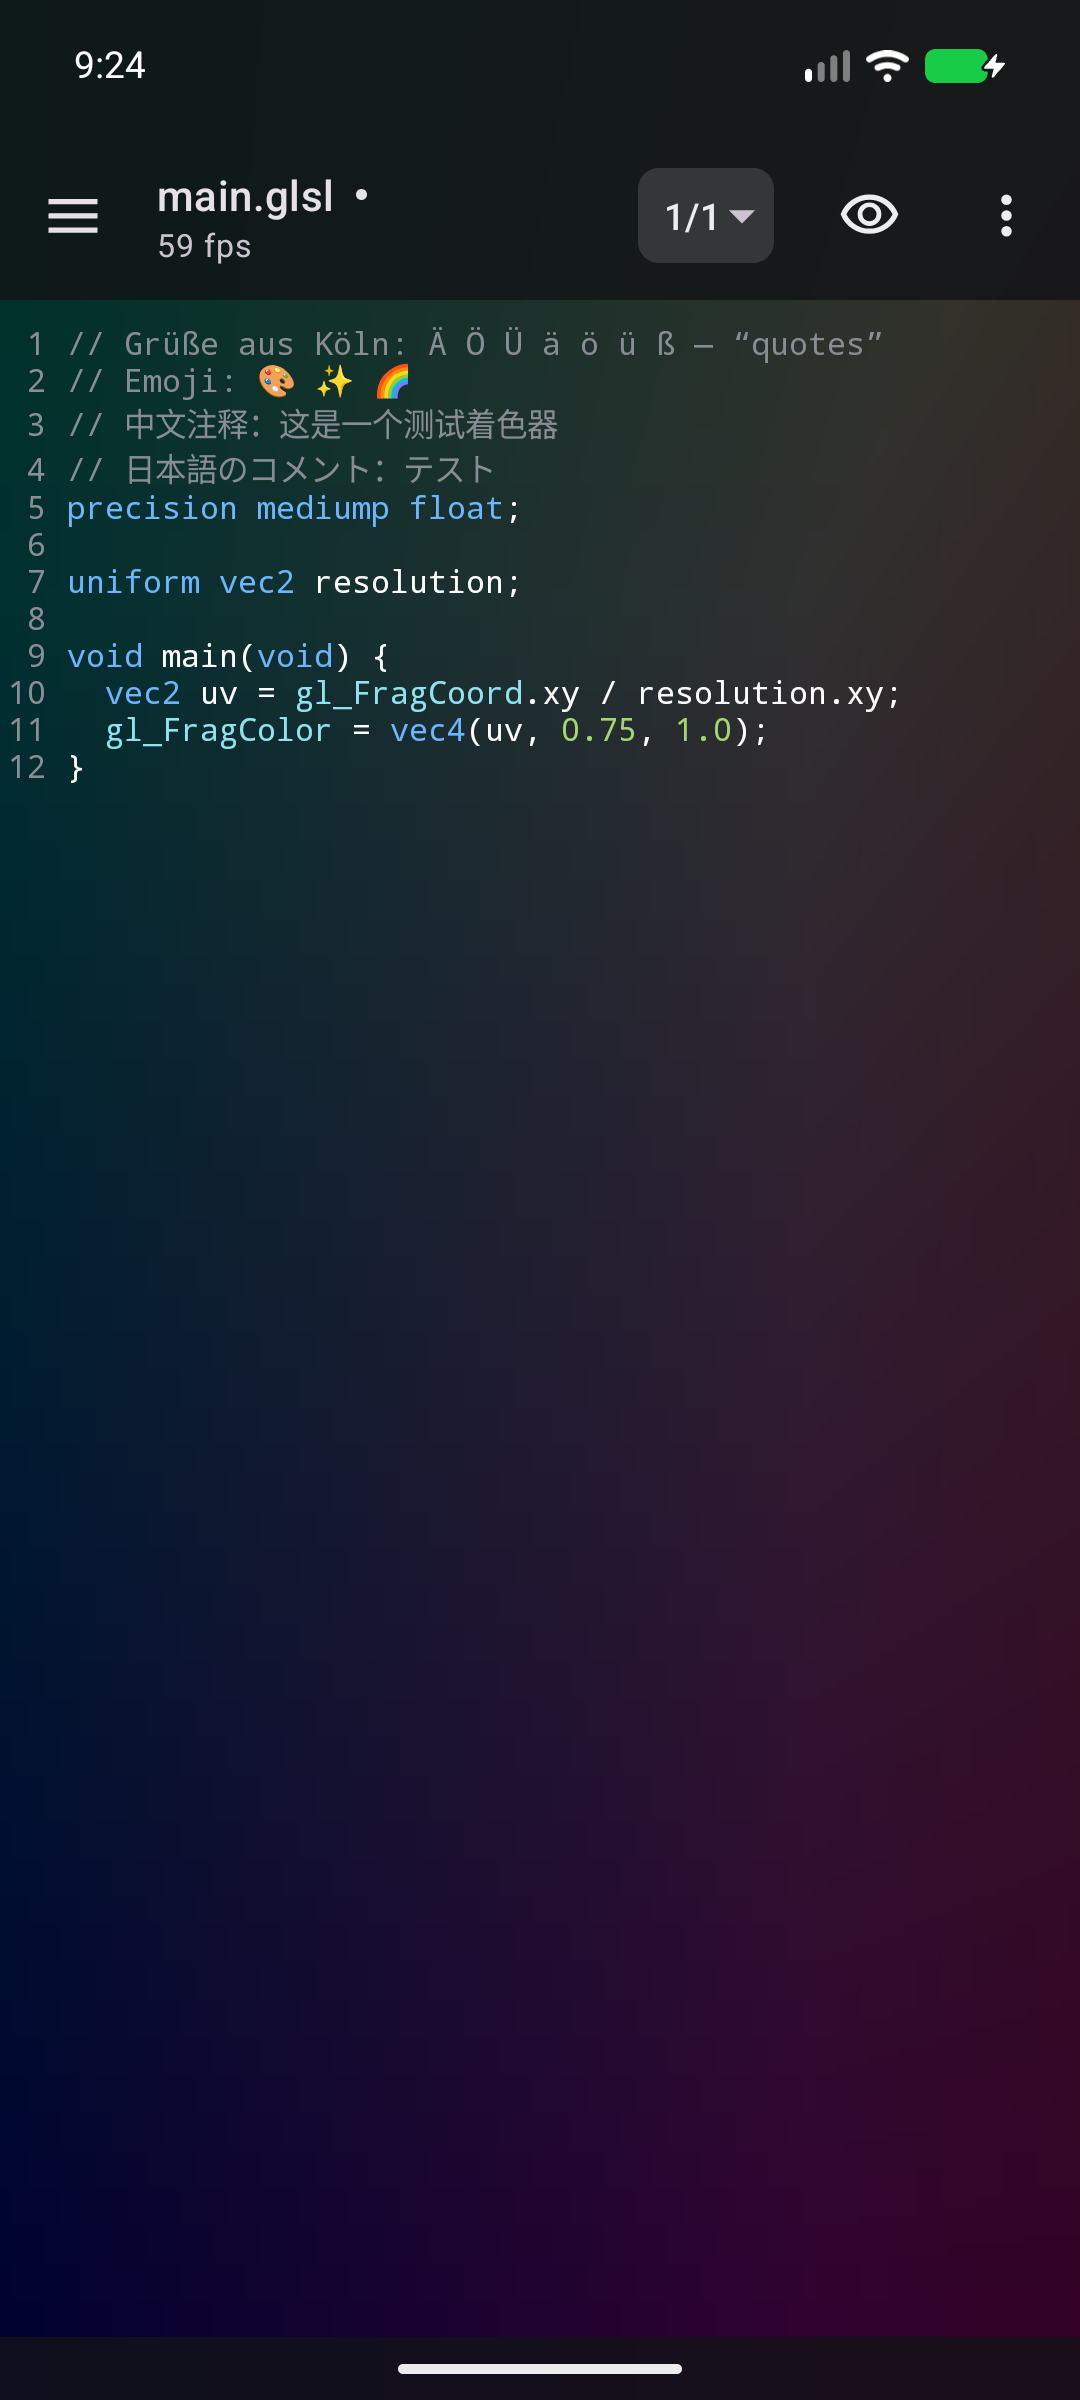 9:24
main.glsl •
59 fps
1/1
1 // Grüße aus Köln: Ä Ö Ü ä ö ü ß — “quotes”
2 // Emoji: 🎨 ✨ 🌈
3 // 中文注释：这是一个测试着色器
4 // 日本語のコメント：テスト
5 precision mediump float;
6
7 uniform vec2 resolution;
8
9 void main(void) {
10   vec2 uv = gl_FragCoord.xy / resolution.xy;
11   gl_FragColor = vec4(uv, 0.75, 1.0);
12 }